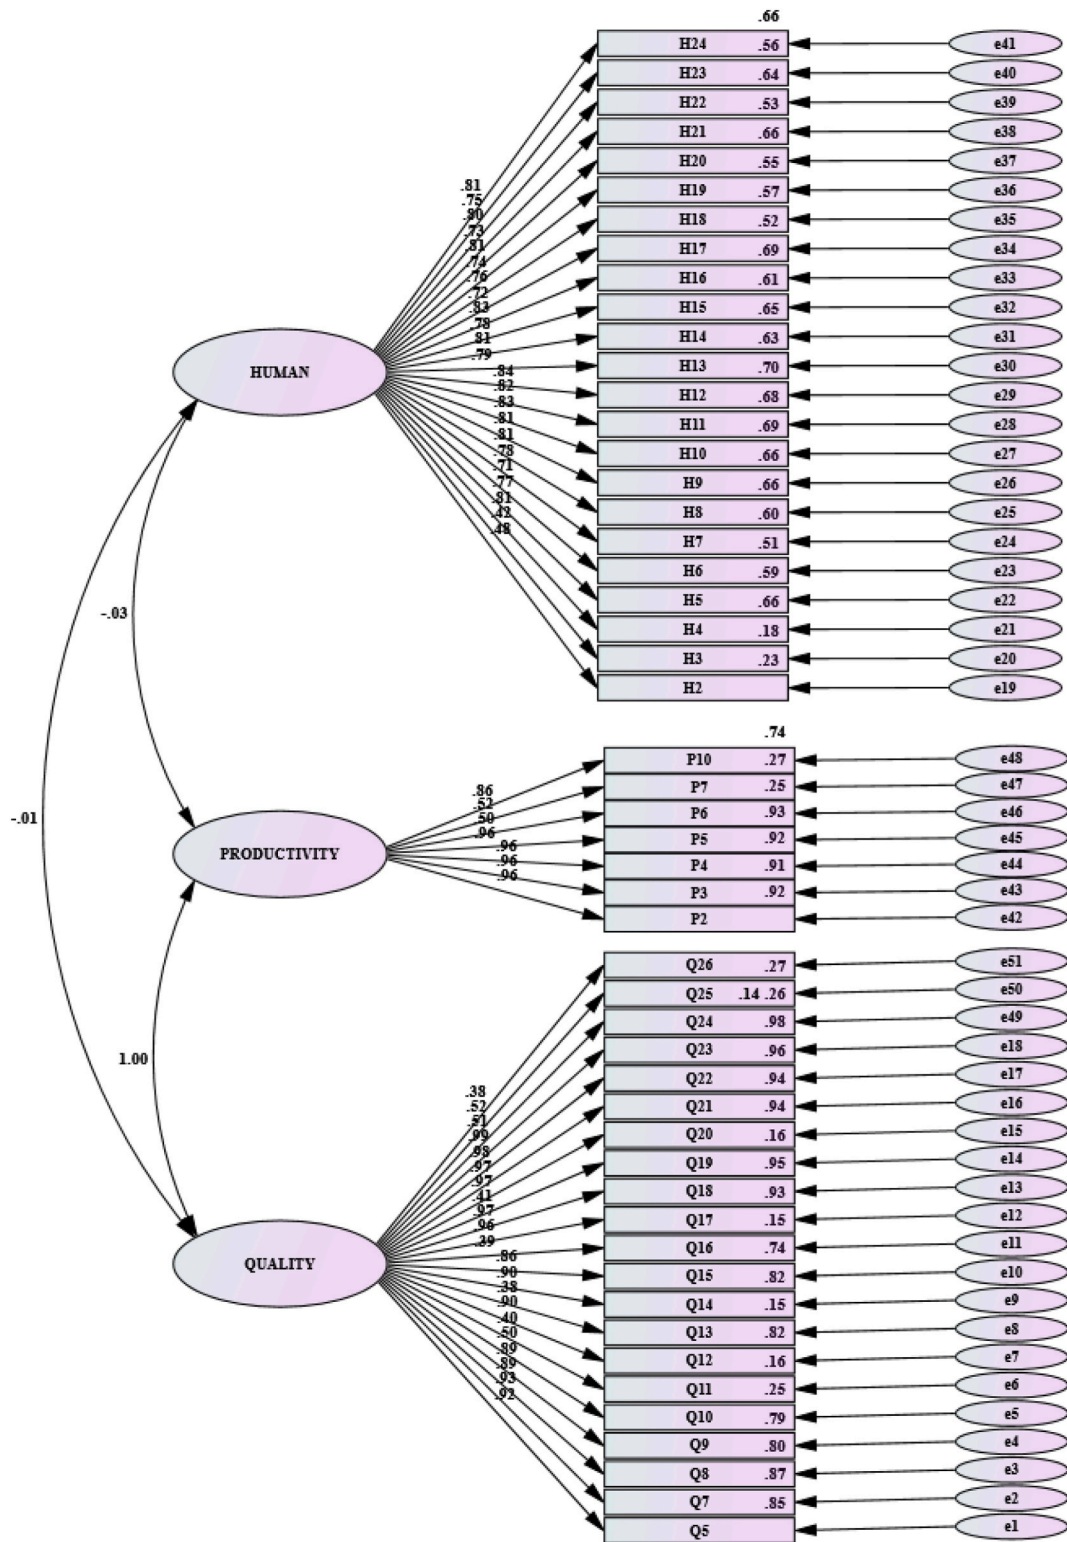 .66
H24 .56 e41
H23 .64 e40
H22 .53 e39
H21 .66 e38
H20 .55 e37
H19 .57 e36
H18 .52 e35
H17 .69 e34
H16 .61 e33
H15 .65 e32
H14 .63 e31
H13 .70 e30
H12 .68 e29
H11 .69 e28
H10 .66 e27
H9 .66 e26
H8 .60 e25
H7 .51 e24
H6 .59 e23
H5 .66 e22
H4 .18 e21
H3 .23 e20
H2 e19
.81
.75
.80
.73
.81
.74
.76
.72
.83
.78
.81
.79
.84
.82
.83
.81
.81
.78
.71
.77
.81
.42
.48
HUMAN
-.03
-.01
1.00
.74
P10 .27 e48
P7 .25 e47
P6 .93 e46
P5 .92 e45
P4 .91 e44
P3 .92 e43
P2 e42
.86
.52
.50
.96
.96
.96
.96
PRODUCTIVITY
Q26 .27 e51
Q25 .14 .26 e50
Q24 .98 e49
Q23 .96 e18
Q22 .94 e17
Q21 .94 e16
Q20 .16 e15
Q19 .95 e14
Q18 .93 e13
Q17 .15 e12
Q16 .74 e11
Q15 .82 e10
Q14 .15 e9
Q13 .82 e8
Q12 .16 e7
Q11 .25 e6
Q10 .79 e5
Q9 .80 e4
Q8 .87 e3
Q7 .85 e2
Q5 e1
.38
.52
.51
.99
.98
.97
.97
.41
.97
.96
.39
.86
.90
.38
.90
.40
.50
.89
.89
.93
.92
QUALITY